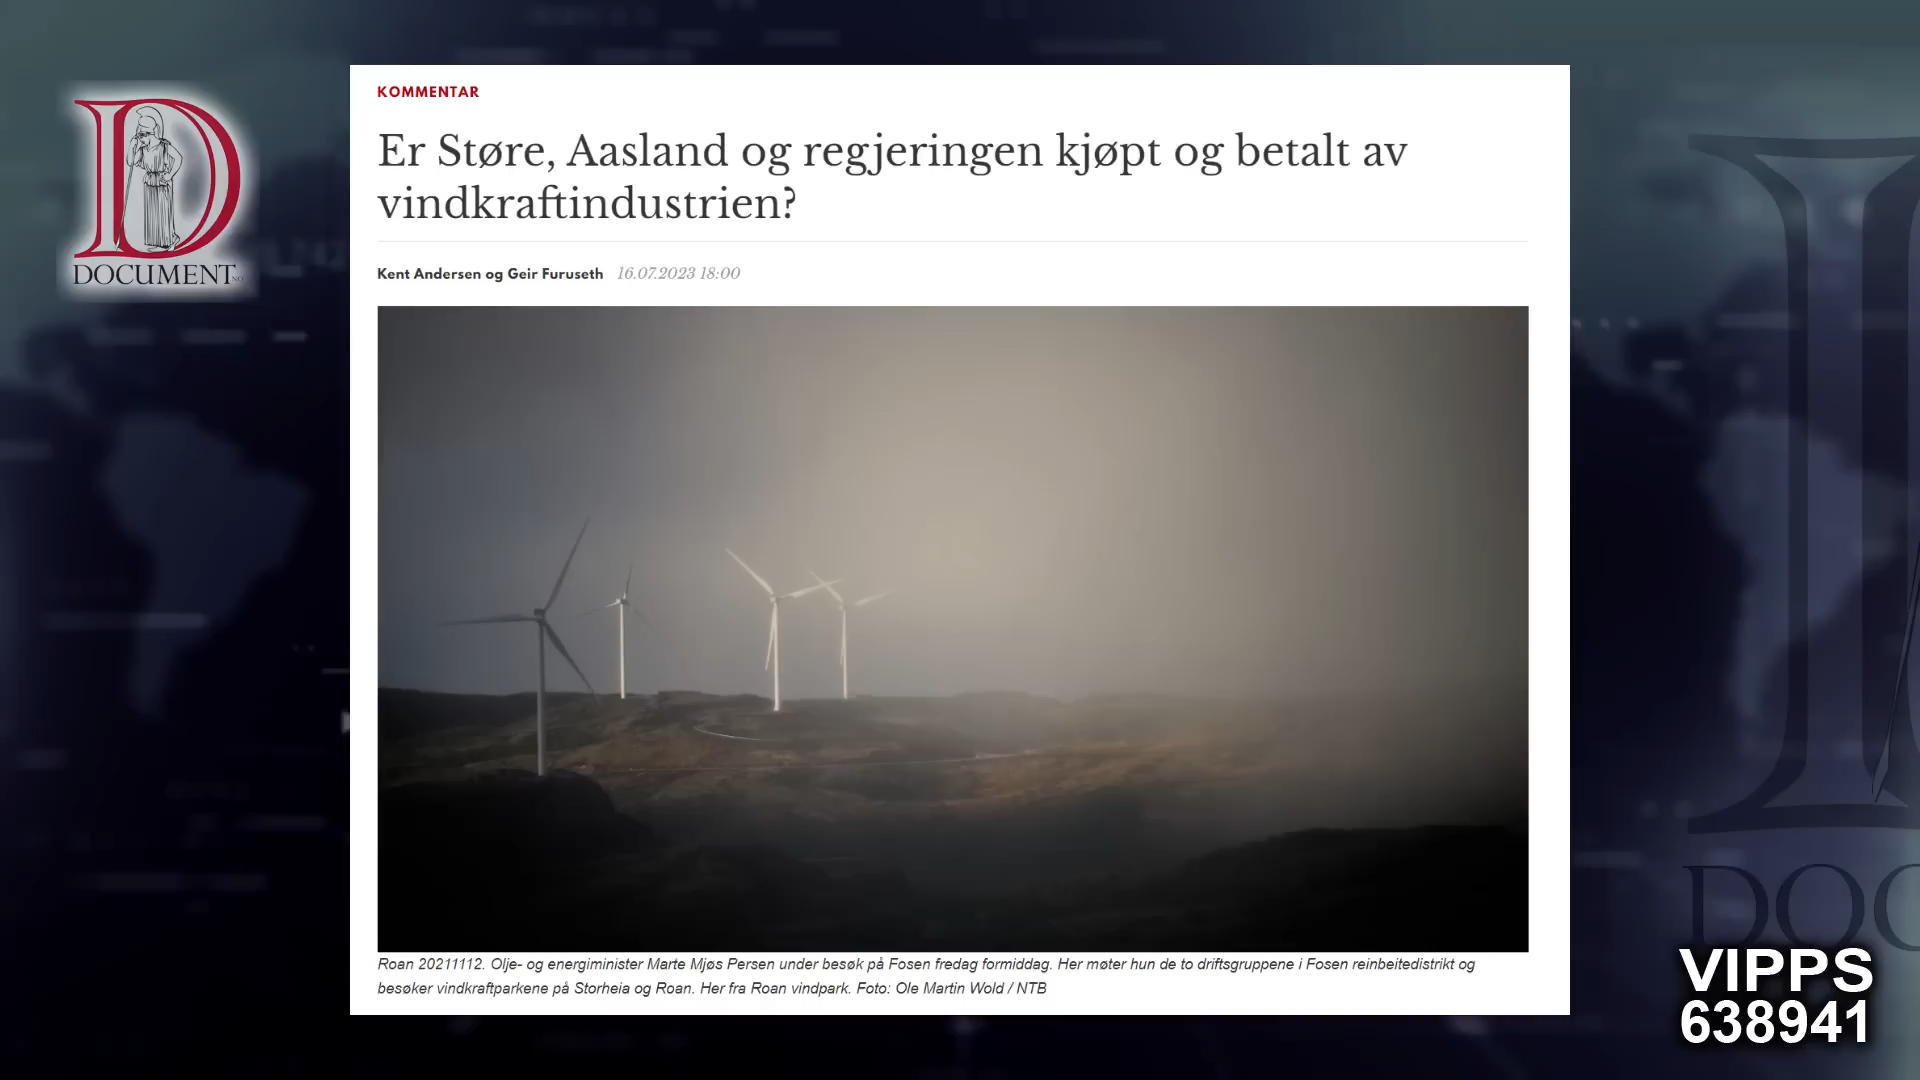 KOMMENTAR
Er Støre, Aasland og regjeringen kjøpt og betalt av
vindkraftindustrien?
Kent Andersen og Geir Furuseth 16.07.2023 18:00
DOCUMENT
Roan 20211112. Olje- og energiminister Marte Mjøs Persen under besøk på Fosen fredag formiddag. Her møter hun de to driftsgruppene i Fosen reinbeitedistrikt og
besøker vindkraftparkene på Storheia og Roan. Her fra Roan vindpark. Foto: Ole Martin Wold / NTB
DOC
VIPPS
638941